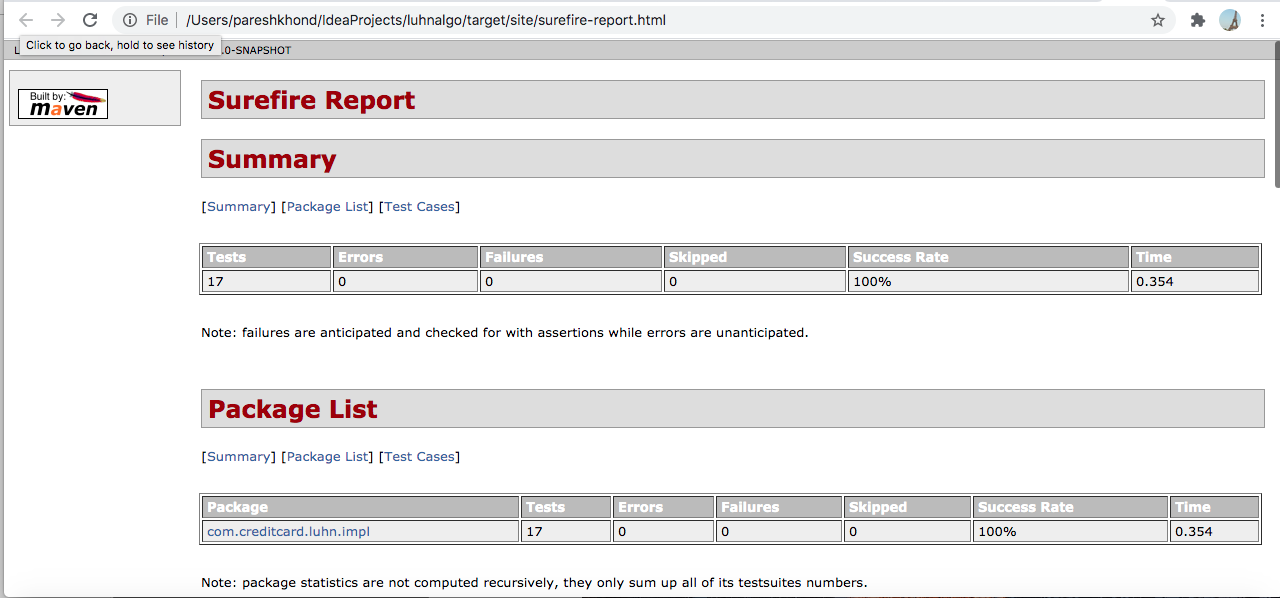 File /Users/pareshkhond/IdeaProjects/luhnalgo/target/site/surefire-report.html
Click to go back, hold to see history
.0-SNAPSHOT
Built by:
maven
Surefire Report
Summary
[Summary] [Package List] [Test Cases]
Tests Errors Failures Skipped Success Rate Time
17 0 0 0 100% 0.354
Note: failures are anticipated and checked for with assertions while errors are unanticipated.
Package List
[Summary] [Package List] [Test Cases]
Package Tests Errors Failures Skipped Success Rate Time
com.creditcard.luhn.impl 17 0 0 0 100% 0.354
Note: package statistics are not computed recursively, they only sum up all of its testsuites numbers.